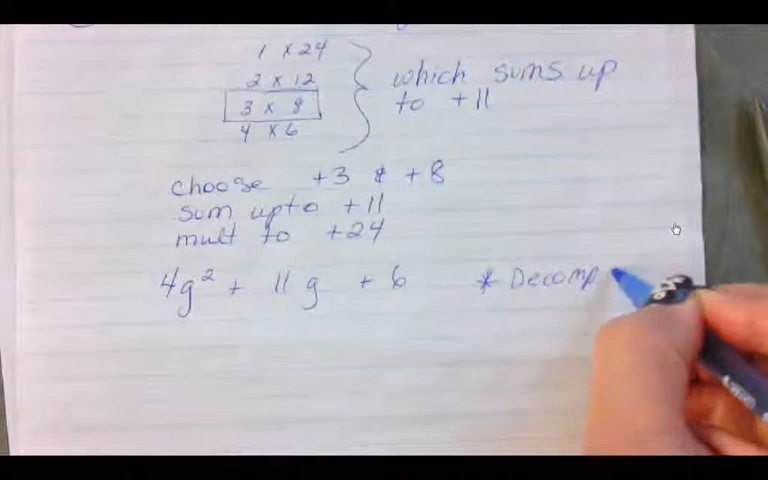 1 x 24
2 x 12
3 x 8
4 x 6
which sums up
to +11
choose +3 & +8
sum upto +11
mult to +24
4g² + 11g + 6 * Decomp